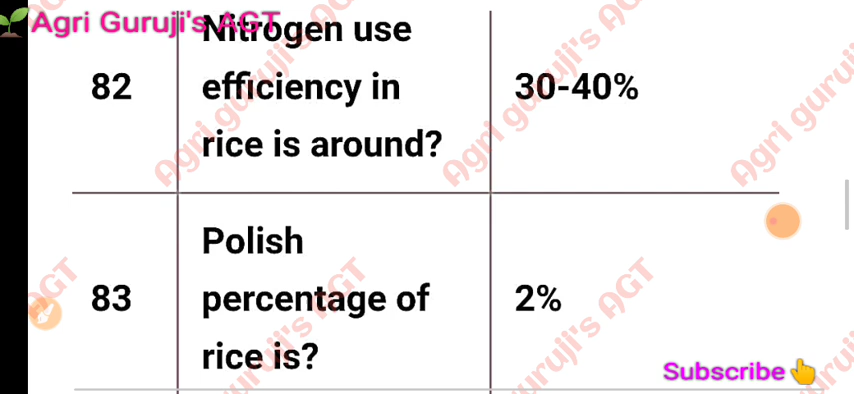 Agri Guruji's AGT
Nitrogen use
82 efficiency in 30-40%
rice is around?
Polish
83 percentage of 2%
rice is?
Subscribe